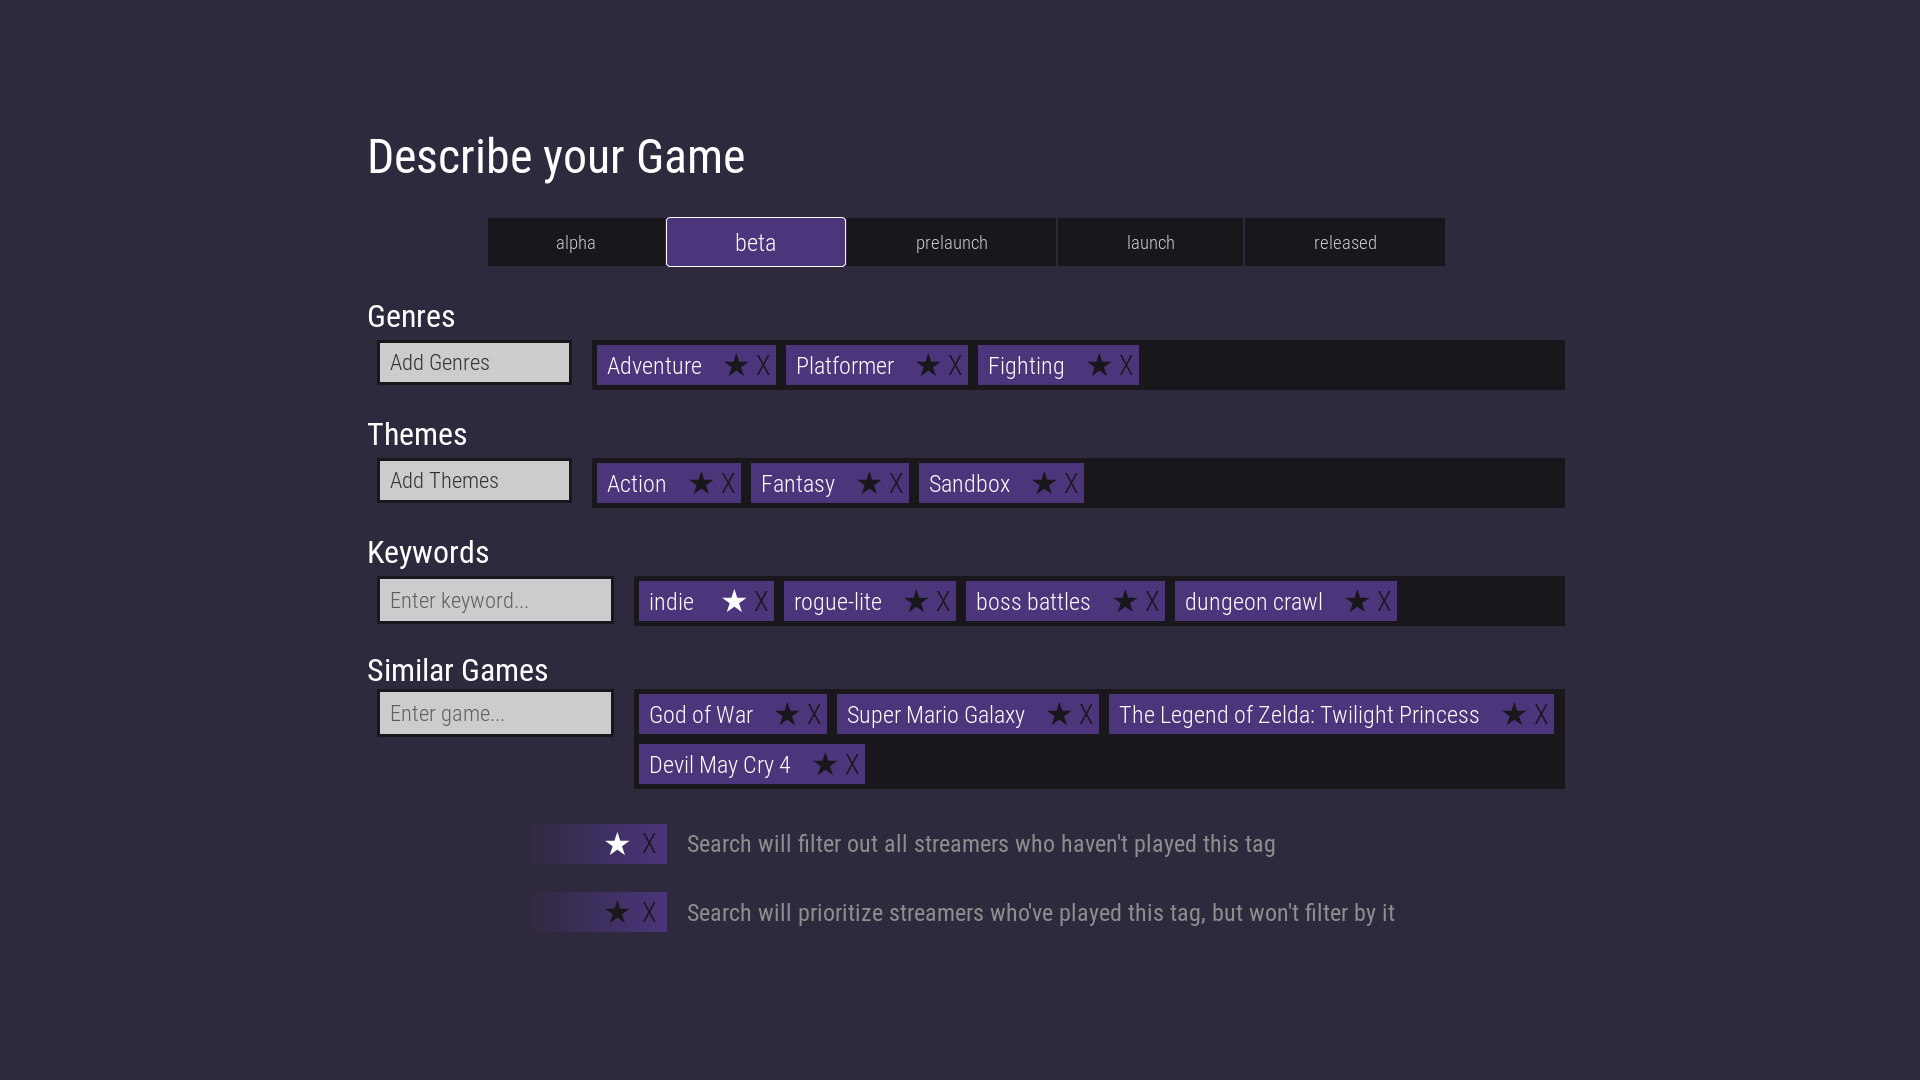 Describe your Game
alpha beta prelaunch launch released
Genres
Add Genres Adventure ★ X Platformer ★ X Fighting ★ X
Themes
Add Themes Action ★ X Fantasy ★ X Sandbox ★ X
Keywords
Enter keyword... indie ★ X rogue-lite ★ X boss battles ★ X dungeon crawl ★ X
Similar Games
Enter game... God of War ★ X Super Mario Galaxy ★ X The Legend of Zelda: Twilight Princess ★ X
Devil May Cry 4 ★ X
★ X Search will filter out all streamers who haven't played this tag
★ X Search will prioritize streamers who've played this tag, but won't filter by it